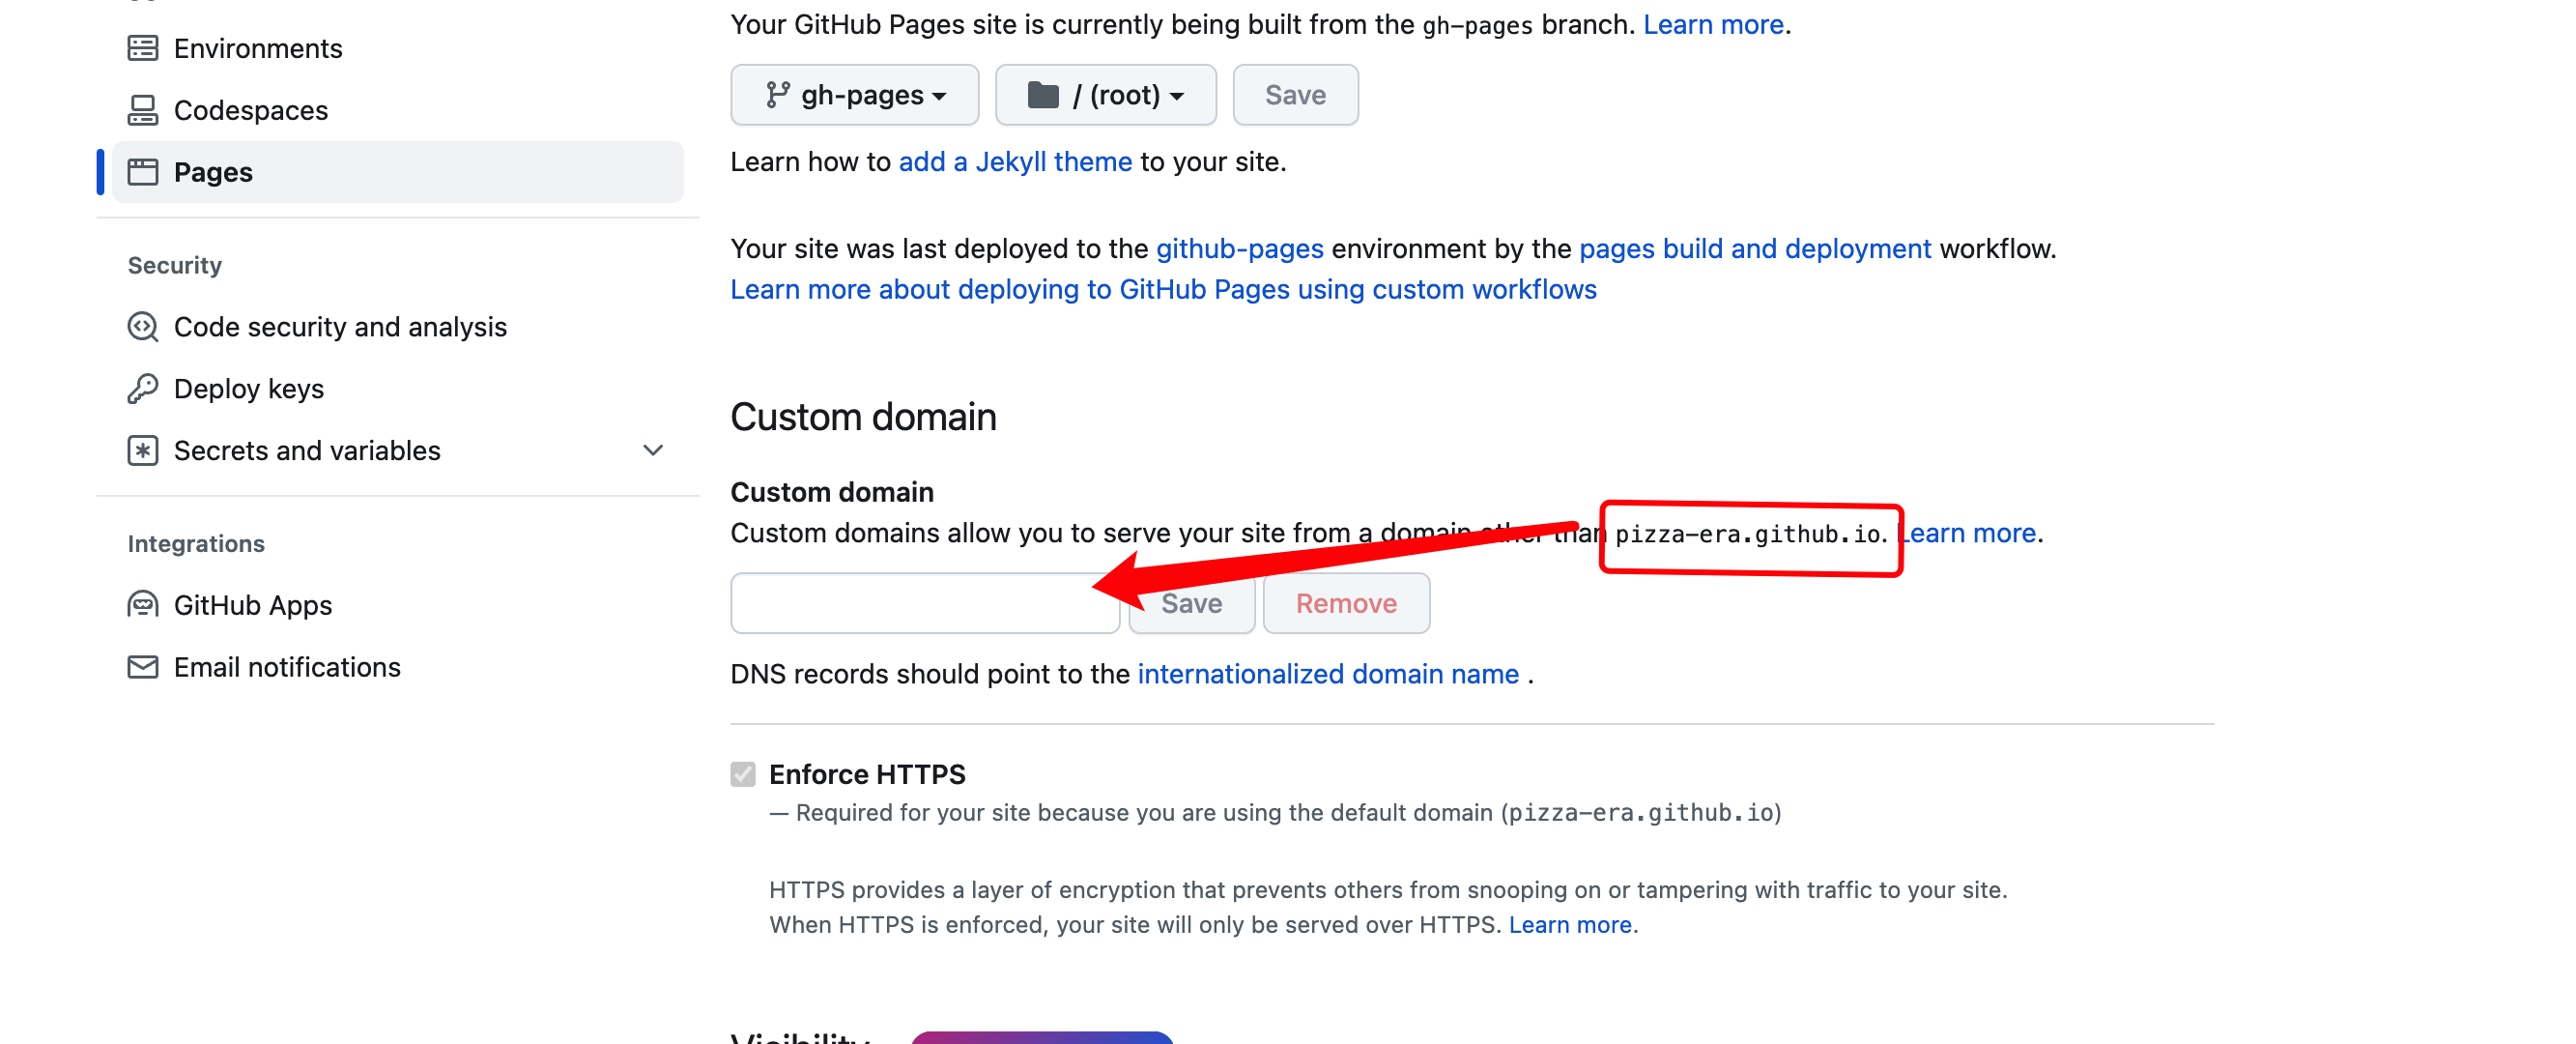 Environments
Codespaces
Pages
Security
Code security and analysis
Deploy keys
Secrets and variables
Integrations
GitHub Apps
Email notifications
Your GitHub Pages site is currently being built from the gh-pages branch. Learn more.
gh-pages / (root) Save
Learn how to add a Jekyll theme to your site.
Your site was last deployed to the github-pages environment by the pages build and deployment workflow.
Learn more about deploying to GitHub Pages using custom workflows
Custom domain
Custom domain
Custom domains allow you to serve your site from a domain other than pizza-era.github.io. Learn more.
Save Remove
DNS records should point to the internationalized domain name .
Enforce HTTPS
— Required for your site because you are using the default domain (pizza-era.github.io)
HTTPS provides a layer of encryption that prevents others from snooping on or tampering with traffic to your site.
When HTTPS is enforced, your site will only be served over HTTPS. Learn more.
Visibility